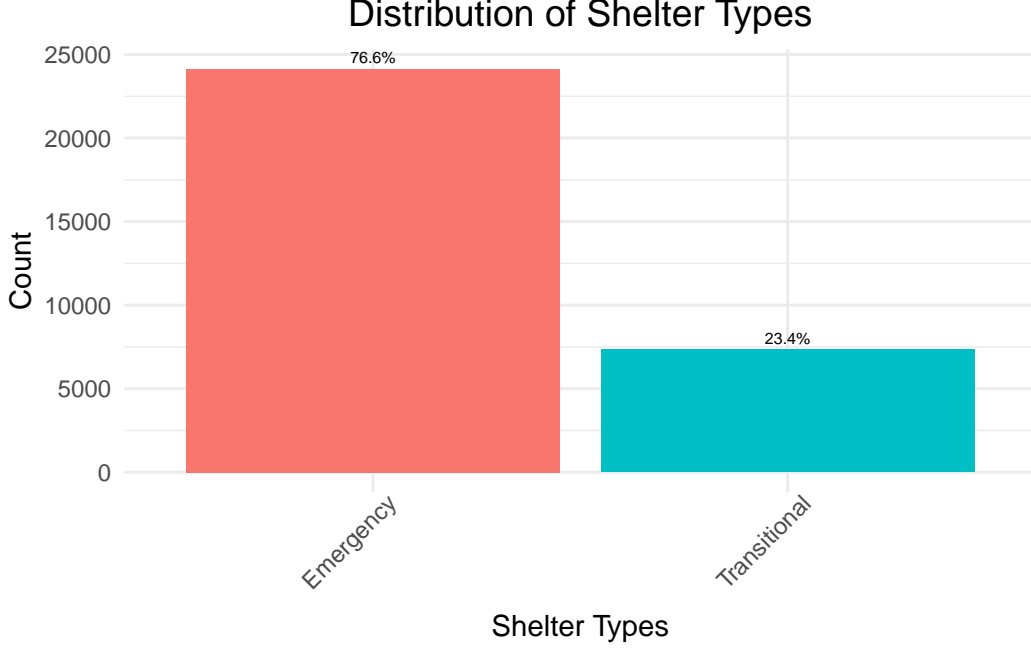 Distribution of Shelter Types
25000
20000
15000
10000
5000
0
Count
76.6%
23.4%
Emergency
Transitional
Shelter Types